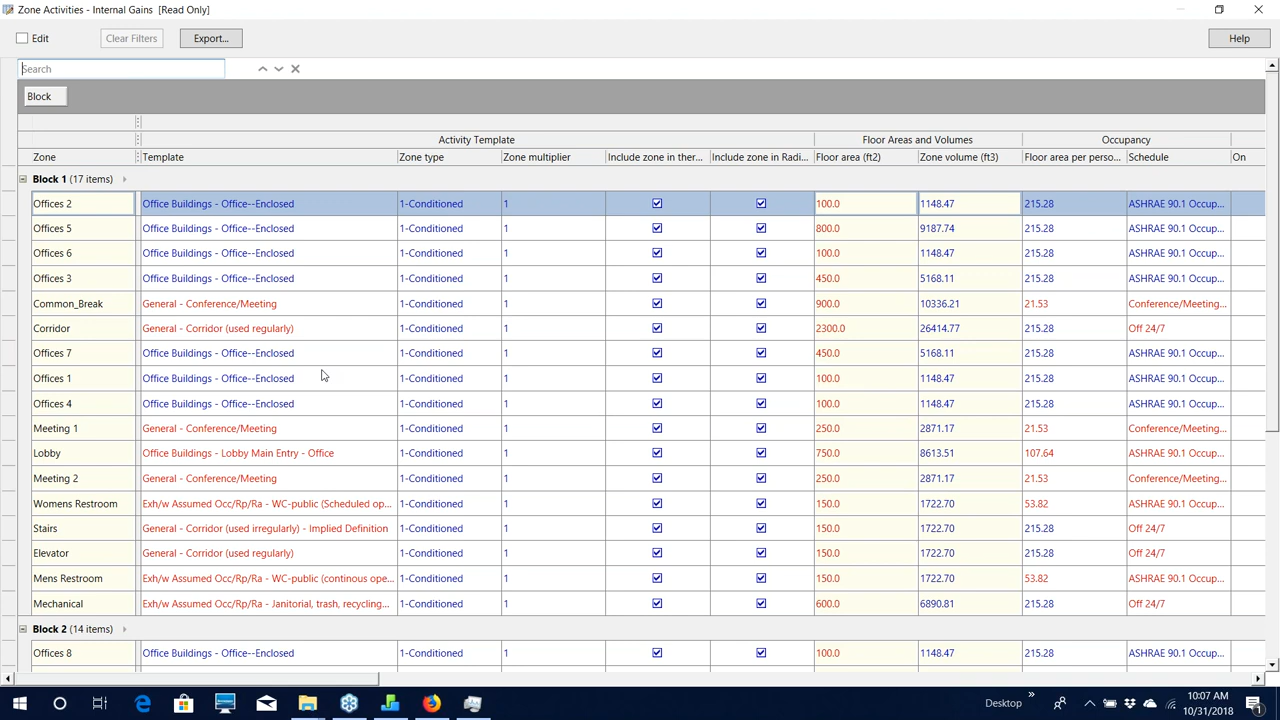 Zone Activities - Internal Gains [Read Only]
Edit Clear Filters Export... Help
Search
Block
Activity Template Floor Areas and Volumes Occupancy
Zone Template Zone type Zone multiplier Include zone in ther... Include zone in Radi... Floor area (ft2) Zone volume (ft3) Floor area per perso... Schedule On
Block 1 (17 items)
Offices 2 Office Buildings - Office--Enclosed 1-Conditioned 1 100.0 1148.47 215.28 ASHRAE 90.1 Occup...
Offices 5 Office Buildings - Office--Enclosed 1-Conditioned 1 800.0 9187.74 215.28 ASHRAE 90.1 Occup...
Offices 6 Office Buildings - Office--Enclosed 1-Conditioned 1 100.0 1148.47 215.28 ASHRAE 90.1 Occup...
Offices 3 Office Buildings - Office--Enclosed 1-Conditioned 1 450.0 5168.11 215.28 ASHRAE 90.1 Occup...
Common_Break General - Conference/Meeting 1-Conditioned 1 900.0 10336.21 21.53 Conference/Meeting...
Corridor General - Corridor (used regularly) 1-Conditioned 1 2300.0 26414.77 215.28 Off 24/7
Offices 7 Office Buildings - Office--Enclosed 1-Conditioned 1 450.0 5168.11 215.28 ASHRAE 90.1 Occup...
Offices 1 Office Buildings - Office--Enclosed 1-Conditioned 1 100.0 1148.47 215.28 ASHRAE 90.1 Occup...
Offices 4 Office Buildings - Office--Enclosed 1-Conditioned 1 100.0 1148.47 215.28 ASHRAE 90.1 Occup...
Meeting 1 General - Conference/Meeting 1-Conditioned 1 250.0 2871.17 21.53 Conference/Meeting...
Lobby Office Buildings - Lobby Main Entry - Office 1-Conditioned 1 750.0 8613.51 107.64 ASHRAE 90.1 Occup...
Meeting 2 General - Conference/Meeting 1-Conditioned 1 250.0 2871.17 21.53 Conference/Meeting...
Womens Restroom Exh/w Assumed Occ/Rp/Ra - WC-public (Scheduled op... 1-Conditioned 1 150.0 1722.70 53.82 ASHRAE 90.1 Occup...
Stairs General - Corridor (used irregularly) - Implied Definition 1-Conditioned 1 150.0 1722.70 215.28 Off 24/7
Elevator General - Corridor (used regularly) 1-Conditioned 1 150.0 1722.70 215.28 Off 24/7
Mens Restroom Exh/w Assumed Occ/Rp/Ra - WC-public (continous ope... 1-Conditioned 1 150.0 1722.70 53.82 ASHRAE 90.1 Occup...
Mechanical Exh/w Assumed Occ/Rp/Ra - Janitorial, trash, recycling... 1-Conditioned 1 600.0 6890.81 215.28 Off 24/7
Block 2 (14 items)
Offices 8 Office Buildings - Office--Enclosed 1-Conditioned 1 100.0 1148.47 215.28 ASHRAE 90.1 Occup...
Desktop 10:07 AM
10/31/2018